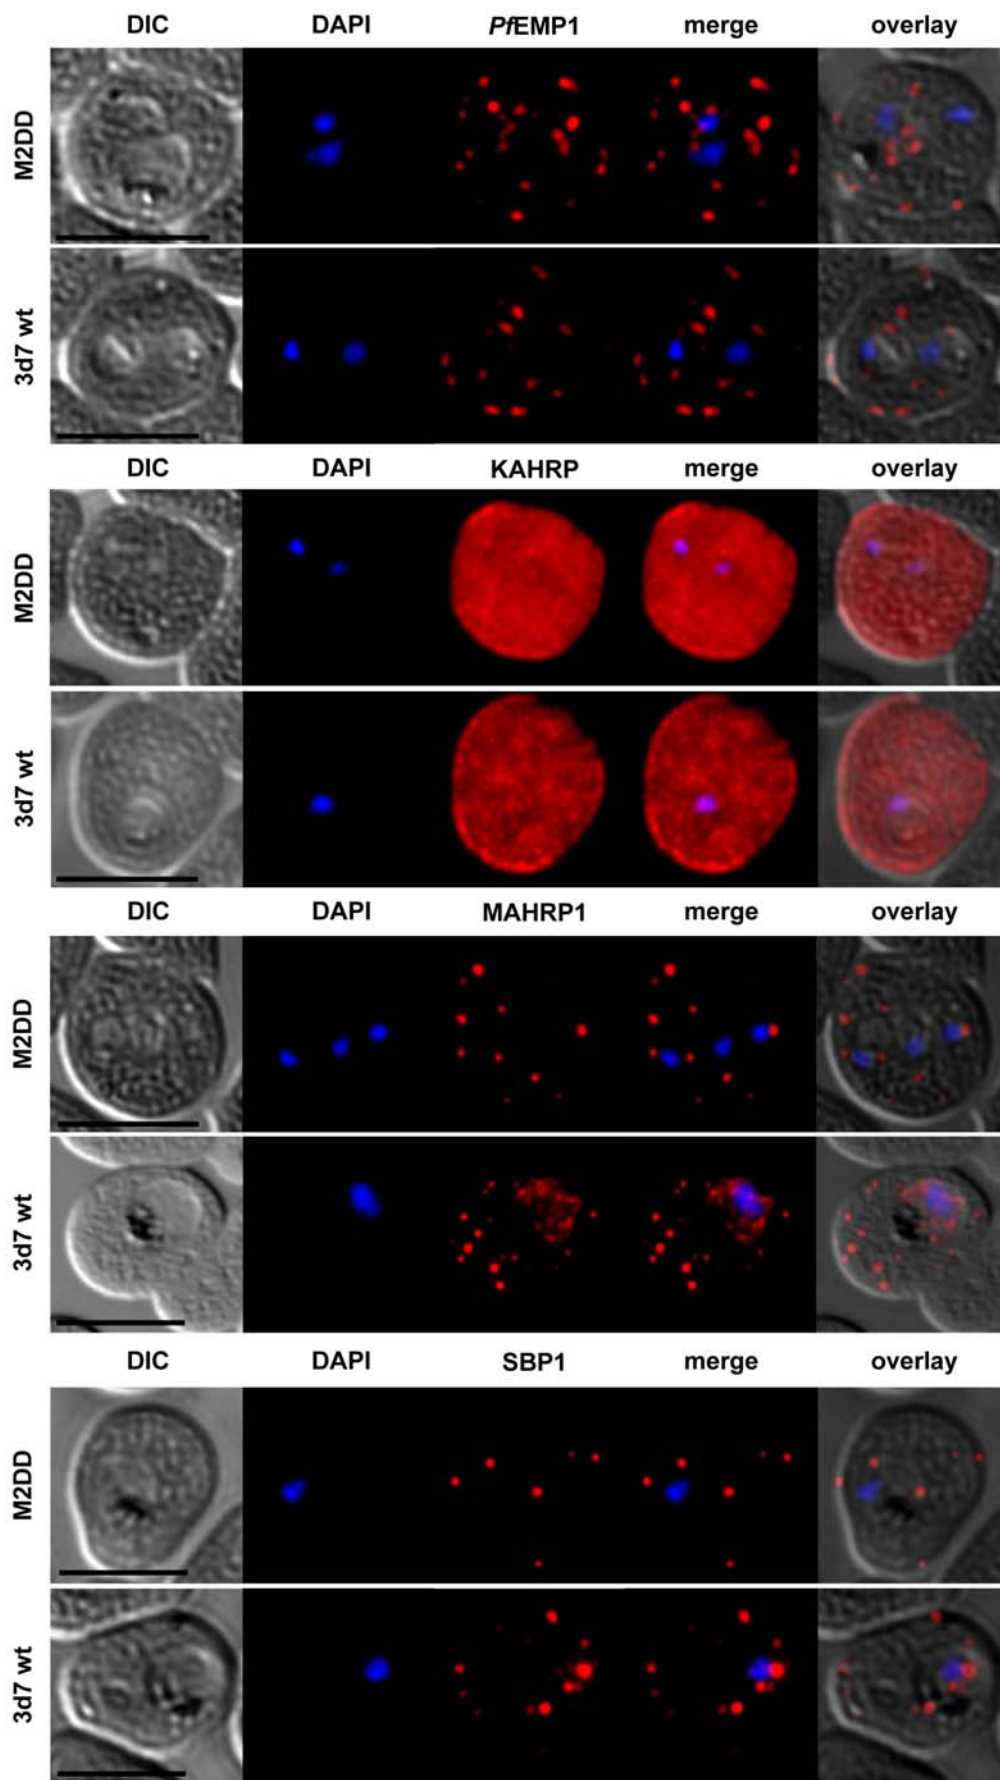 DIC DAPI PfEMP1 merge overlay
M2DD
3d7 wt
DIC DAPI KAHRP merge overlay
M2DD
3d7 wt
DIC DAPI MAHRP1 merge overlay
M2DD
3d7 wt
DIC DAPI SBP1 merge overlay
M2DD
3d7 wt